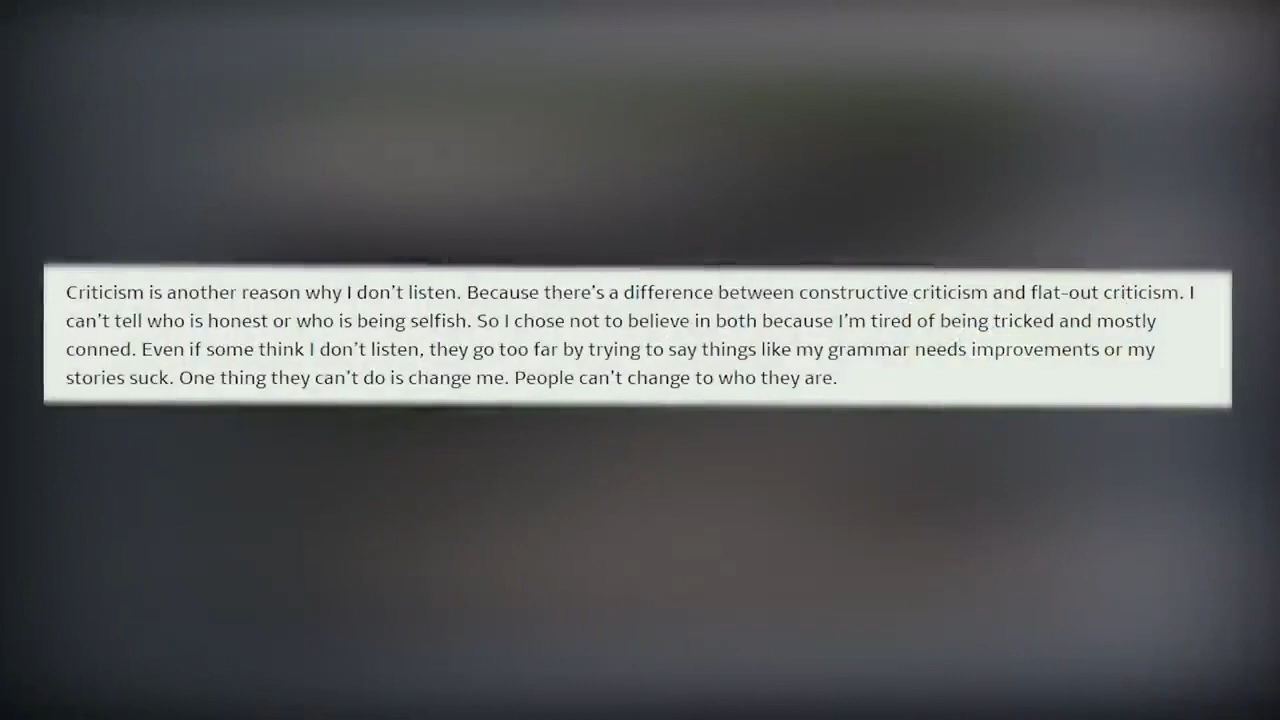 Criticism is another reason why I don't listen. Because there's a difference between constructive criticism and flat-out criticism. I
can't tell who is honest or who is being selfish. So I chose not to believe in both because I'm tired of being tricked and mostly
conned. Even if some think I don't listen, they go too far by trying to say things like my grammar needs improvements or my
stories suck. One thing they can't do is change me. People can't change to who they are.